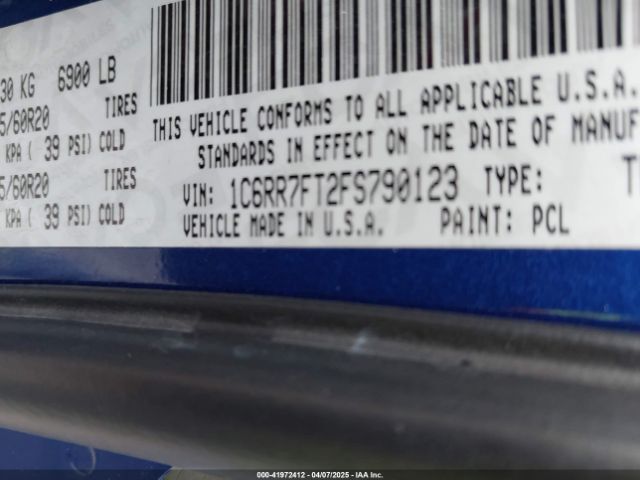 30 KG 6900 LB
5/60R20 TIRES
KPA ( 39 PSI) COLD
5/60R20 TIRES
KPA ( 39 PSI) COLD
THIS VEHICLE CONFORMS TO ALL APPLICABLE U.S.A.
STANDARDS IN EFFECT ON THE DATE OF MANUF
VIN: 1C6RR7FT2FS790123 TYPE: T
VEHICLE MADE IN U.S.A. PAINT: PCL
000-41972412 - 04/07/2025 - IAA Inc.